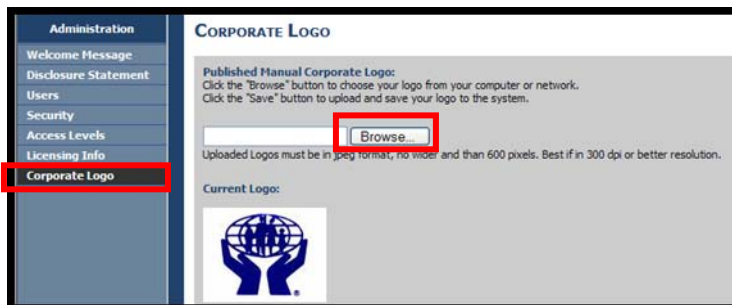 Administration
Welcome Message
Disclosure Statement
Users
Security
Access Levels
Licensing Info
Corporate Logo
CORPORATE LOGO
Published Manual Corporate Logo:
Click the "Browse" button to choose your logo from your computer or network.
Click the "Save" button to upload and save your logo to the system.
Browse...
Uploaded Logos must be in jpeg format, no wider and than 600 pixels. Best if in 300 dpi or better resolution.
Current Logo: